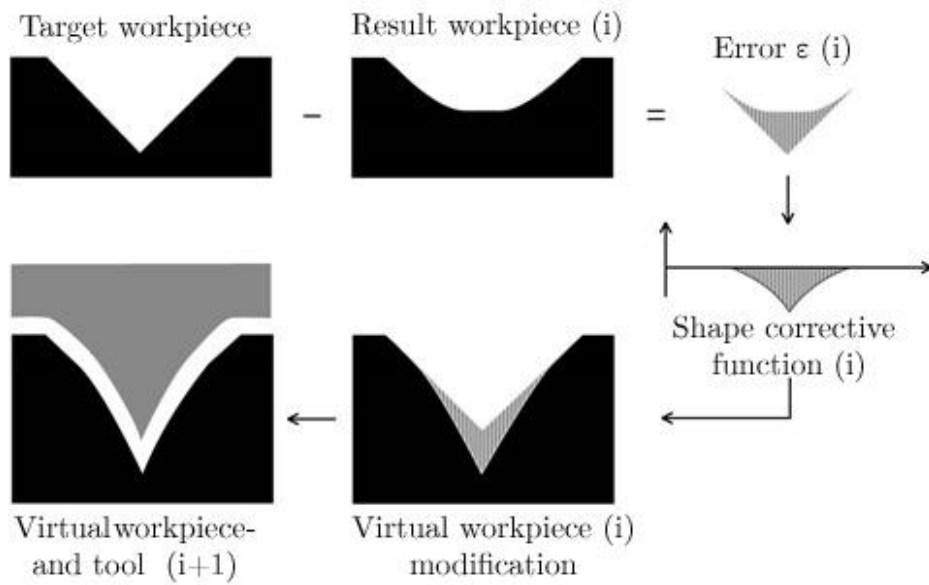 Target workpiece
Result workpiece (i)
Error ε (i)
−
=
Shape corrective
function (i)
Virtualworkpiece-
and tool (i+1)
Virtual workpiece (i)
modification